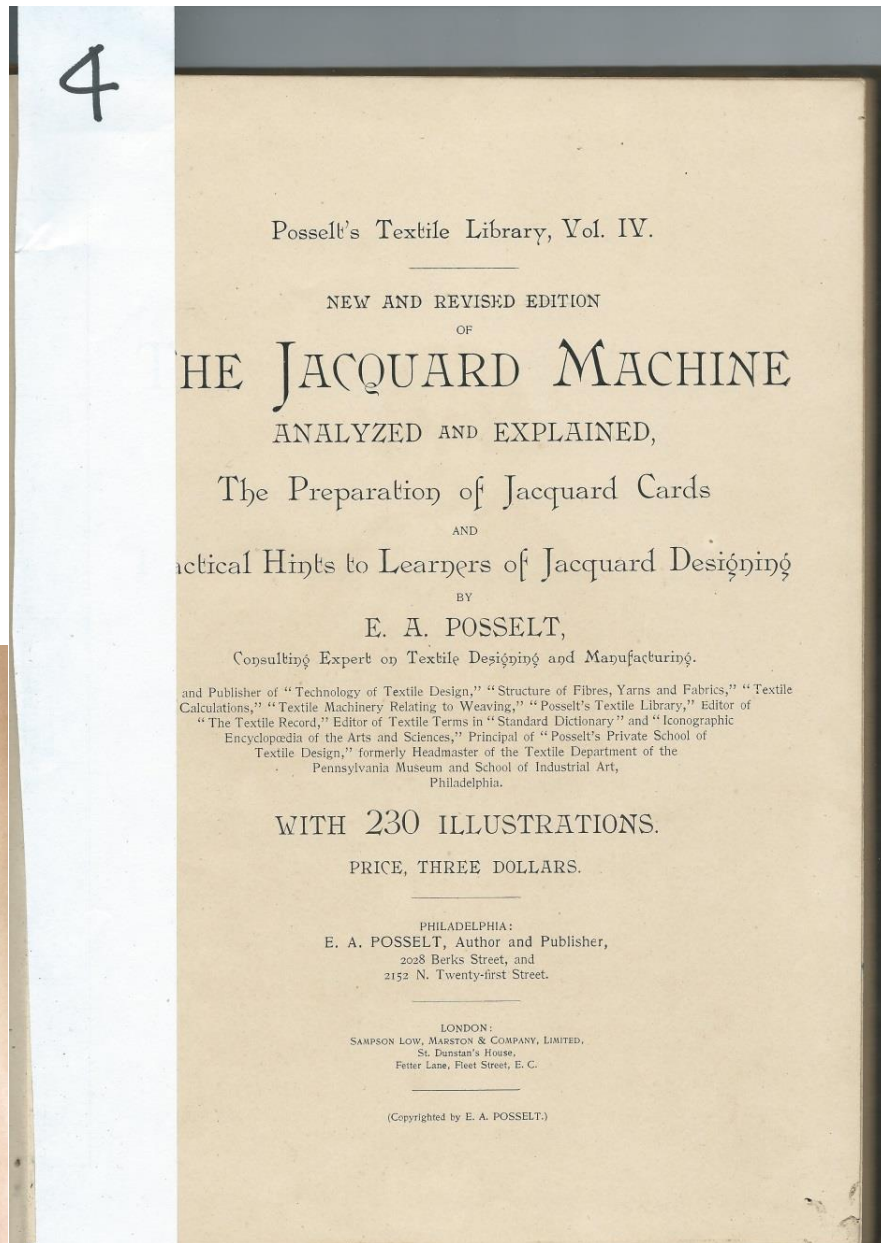 4
Posselt's Textile Library, Vol. IV.
NEW AND REVISED EDITION
OF
THE JACQUARD MACHINE
ANALYZED AND EXPLAINED,
The Preparation of Jacquard Cards
AND
actical Hints to Learners of Jacquard Designing
BY
E. A. POSSELT,
Consulting Expert on Textile Designing and Manufacturing.
and Publisher of "Technology of Textile Design," "Structure of Fibres, Yarns and Fabrics," "Textile
Calculations," "Textile Machinery Relating to Weaving," "Posselt's Textile Library," Editor of
"The Textile Record," Editor of Textile Terms in "Standard Dictionary" and "Iconographic
Encyclopædia of the Arts and Sciences," Principal of "Posselt's Private School of
Textile Design," formerly Headmaster of the Textile Department of the
Pennsylvania Museum and School of Industrial Art,
Philadelphia.
WITH 230 ILLUSTRATIONS.
PRICE, THREE DOLLARS.
PHILADELPHIA:
E. A. POSSELT, Author and Publisher,
2028 Berks Street, and
2152 N. Twenty-first Street.
LONDON:
SAMPSON LOW, MARSTON & COMPANY, LIMITED,
St. Dunstan's House,
Fetter Lane, Fleet Street, E. C.
(Copyrighted by E. A. POSSELT.)